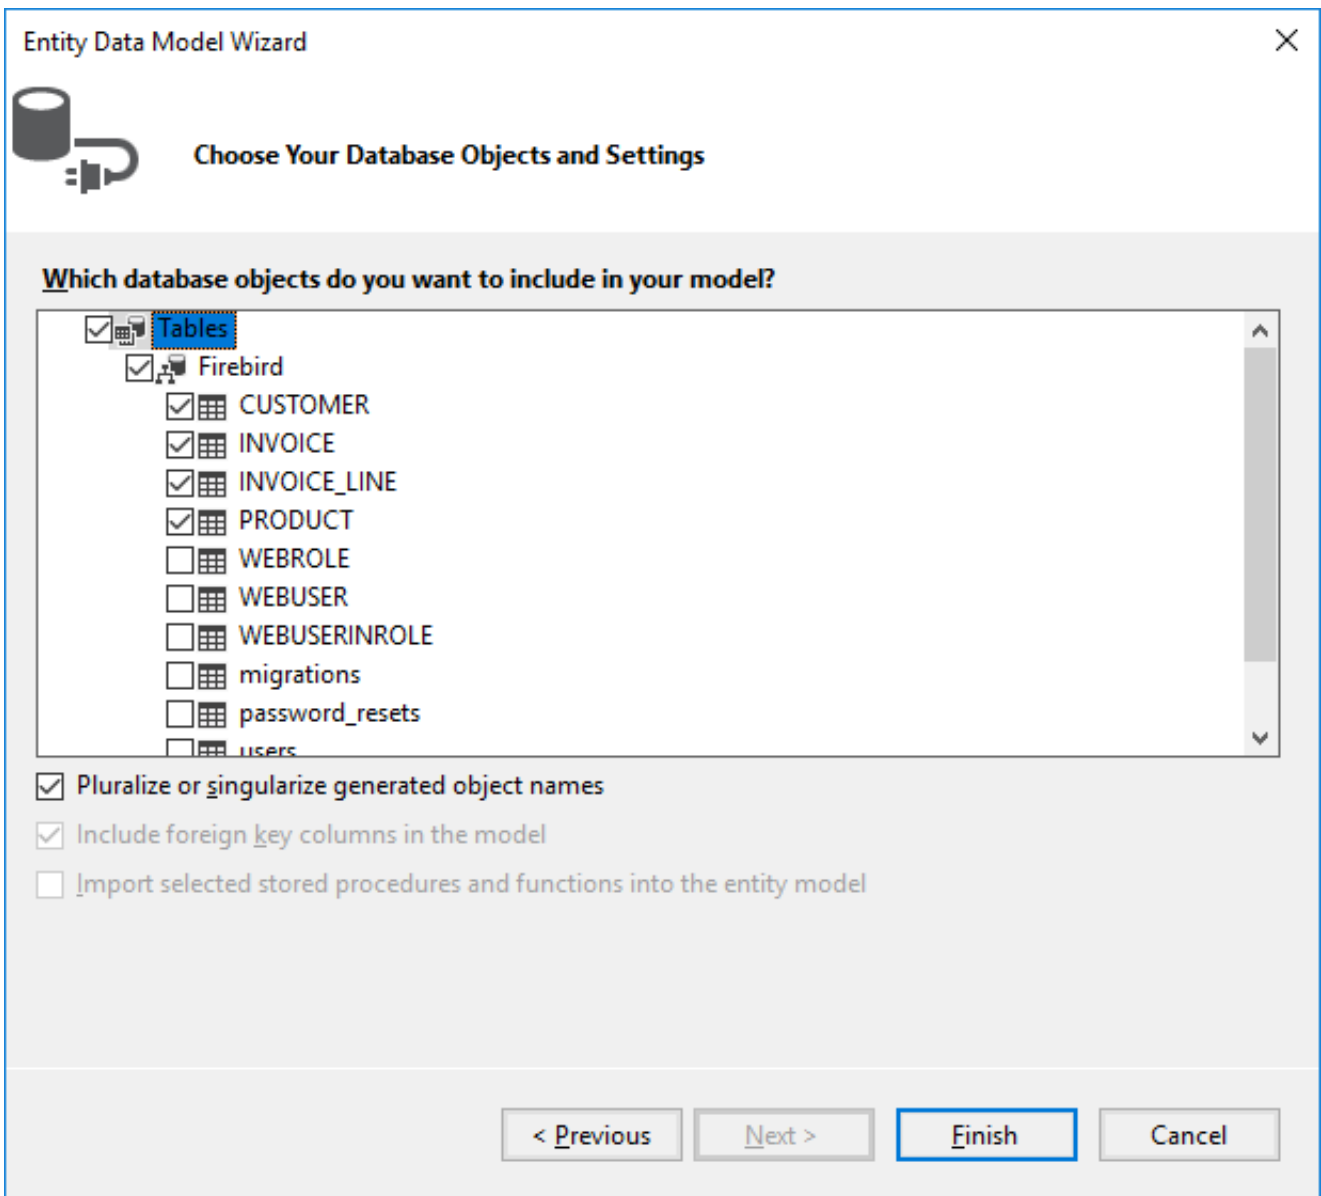 Entity Data Model Wizard
Choose Your Database Objects and Settings
Which database objects do you want to include in your model?
Tables
Firebird
CUSTOMER
INVOICE
INVOICE_LINE
PRODUCT
WEBROLE
WEBUSER
WEBUSERINROLE
migrations
password_resets
users
Pluralize or singularize generated object names
Include foreign key columns in the model
Import selected stored procedures and functions into the entity model
< Previous
Next >
Finish
Cancel